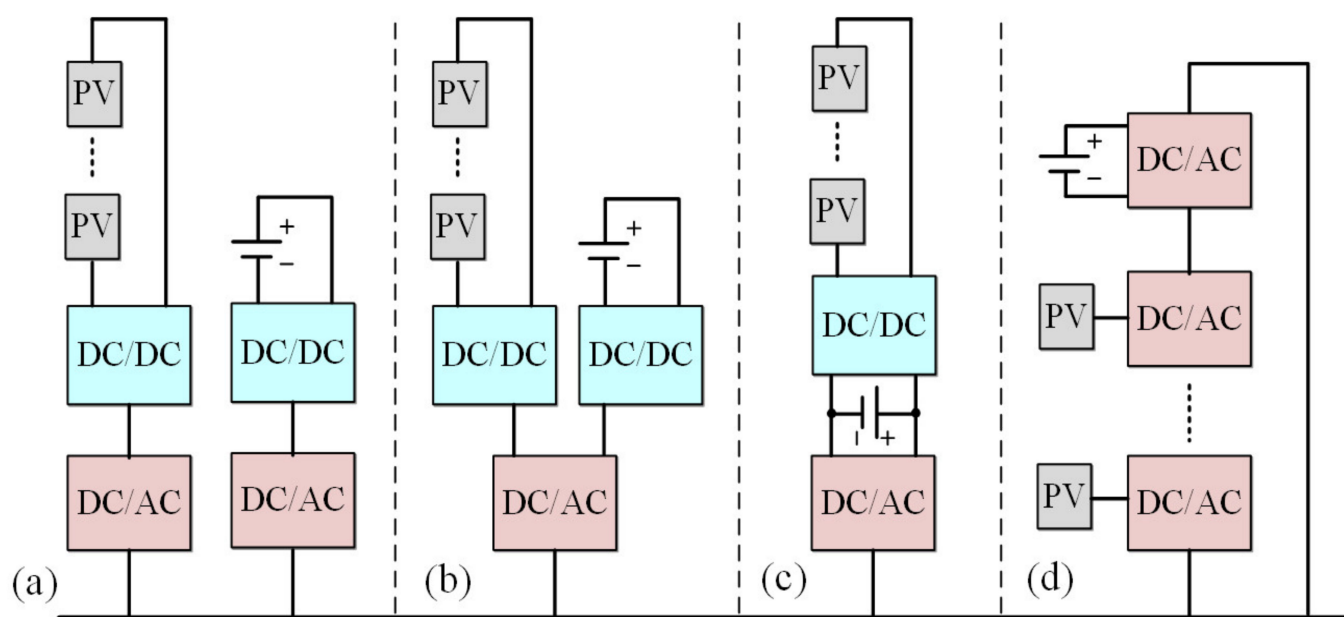 PV
PV
+
−
DC/DC
DC/DC
DC/AC
DC/AC
(a)
PV
PV
+
−
DC/DC
DC/DC
DC/AC
(b)
PV
PV
DC/DC
− +
DC/AC
(c)
+
−
DC/AC
PV
DC/AC
PV
DC/AC
(d)